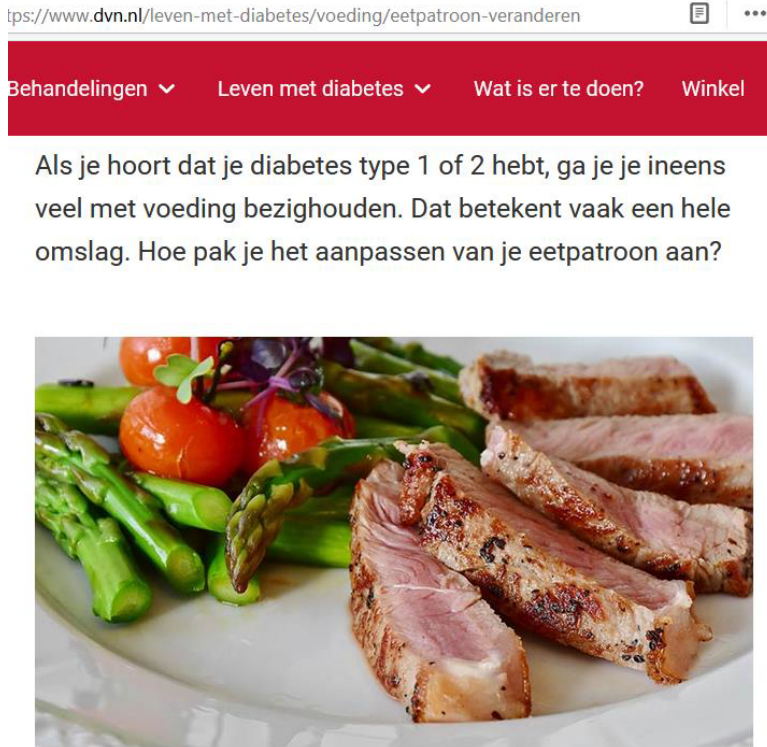 tps://www.dvn.nl/leven-met-diabetes/voeding/eetpatroon-veranderen
Behandelingen Leven met diabetes Wat is er te doen? Winkel
Als je hoort dat je diabetes type 1 of 2 hebt, ga je je ineens
veel met voeding bezighouden. Dat betekent vaak een hele
omslag. Hoe pak je het aanpassen van je eetpatroon aan?